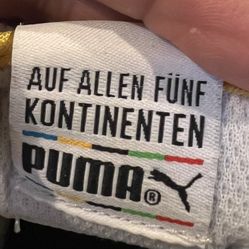 AUF ALLEN FÜNF
KONTINENTEN
PUMA®